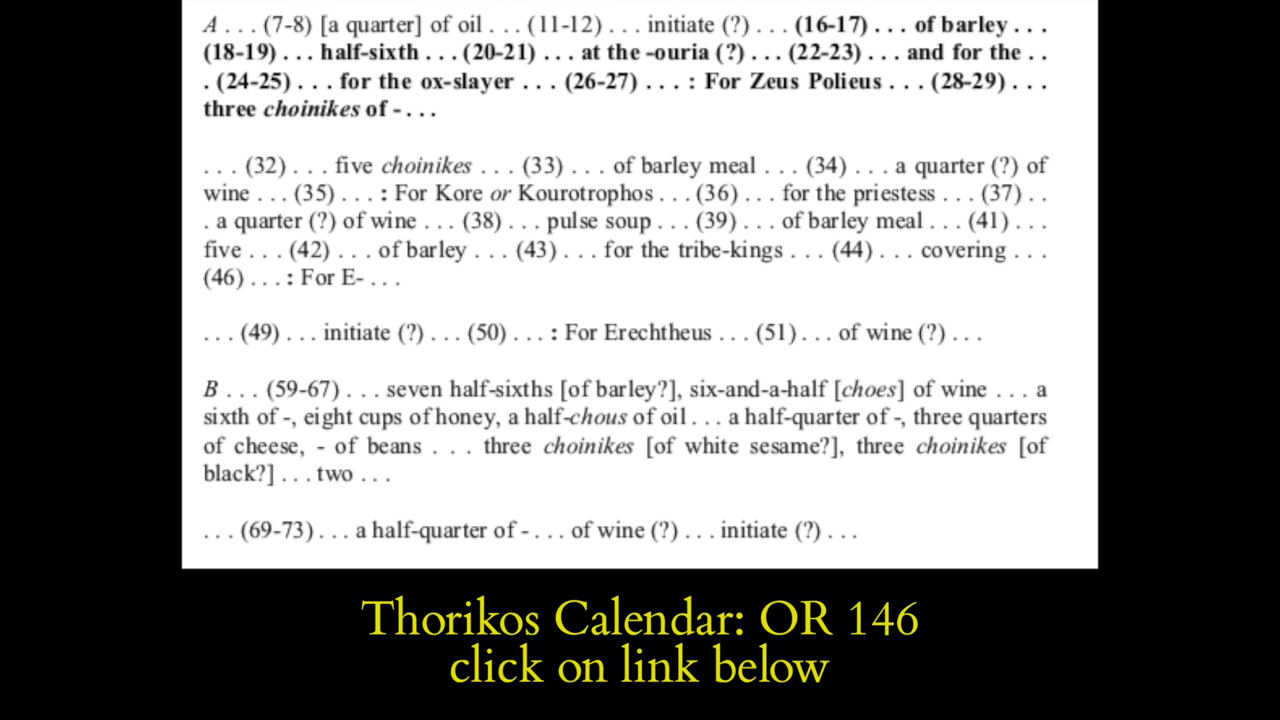 A . . . (7-8) [a quarter] of oil . . . (11-12) . . . initiate (?) . . . (16-17) . . . of barley . . .
(18-19) . . . half-sixth . . . (20-21) . . . at the -ouria (?) . . . (22-23) . . . and for the . .
. (24-25) . . . for the ox-slayer . . . (26-27) . . . : For Zeus Polieus . . . (28-29) . . .
three choinikes of - . . .
. . . (32) . . . five choinikes . . . (33) . . . of barley meal . . . (34) . . . a quarter (?) of
wine . . . (35) . . . : For Kore or Kourotrophos . . . (36) . . . for the priestess . . . (37) . .
. a quarter (?) of wine . . . (38) . . . pulse soup . . . (39) . . . of barley meal . . . (41) . . .
five . . . (42) . . . of barley . . . (43) . . . for the tribe-kings . . . (44) . . . covering . . .
(46) . . . : For E- . . .
. . . (49) . . . initiate (?) . . . (50) . . . : For Erechtheus . . . (51) . . . of wine (?) . . .
B . . . (59-67) . . . seven half-sixths [of barley?], six-and-a-half [choes] of wine . . . a
sixth of -, eight cups of honey, a half-chous of oil . . . a half-quarter of -, three quarters
of cheese, - of beans . . . three choinikes [of white sesame?], three choinikes [of
black?] . . . two . . .
. . . (69-73) . . . a half-quarter of - . . . of wine (?) . . . initiate (?) . . .
Thorikos Calendar: OR 146
click on link below